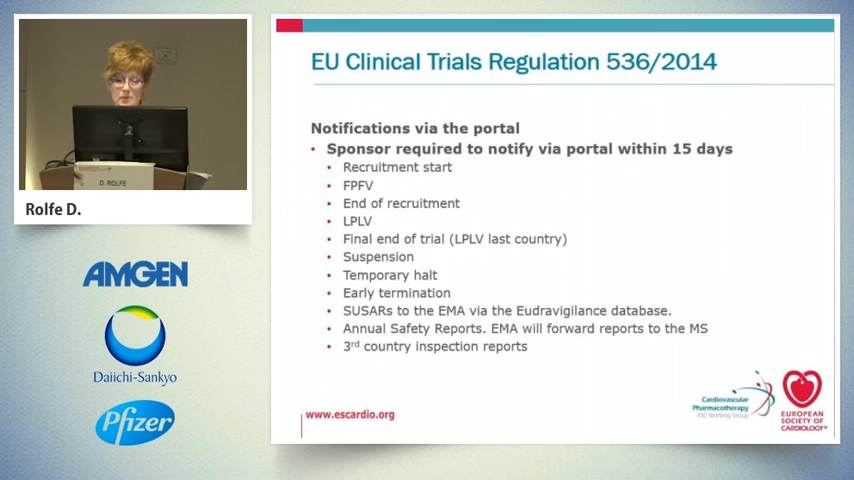 EU Clinical Trials Regulation 536/2014
Notifications via the portal
• Sponsor required to notify via portal within 15 days
• Recruitment start
• FPFV
• End of recruitment
• LPLV
• Final end of trial (LPLV last country)
• Suspension
• Temporary halt
• Early termination
• SUSARs to the EMA via the Eudravigilance database.
• Annual Safety Reports. EMA will forward reports to the MS
• 3rd country inspection reports
www.escardio.org
Cardiovascular
Pharmacotherapy
ESC Working Group
EUROPEAN
SOCIETY OF
CARDIOLOGY®
D. ROLFE
Rolfe D.
AMGEN
Daiichi-Sankyo
Pfizer